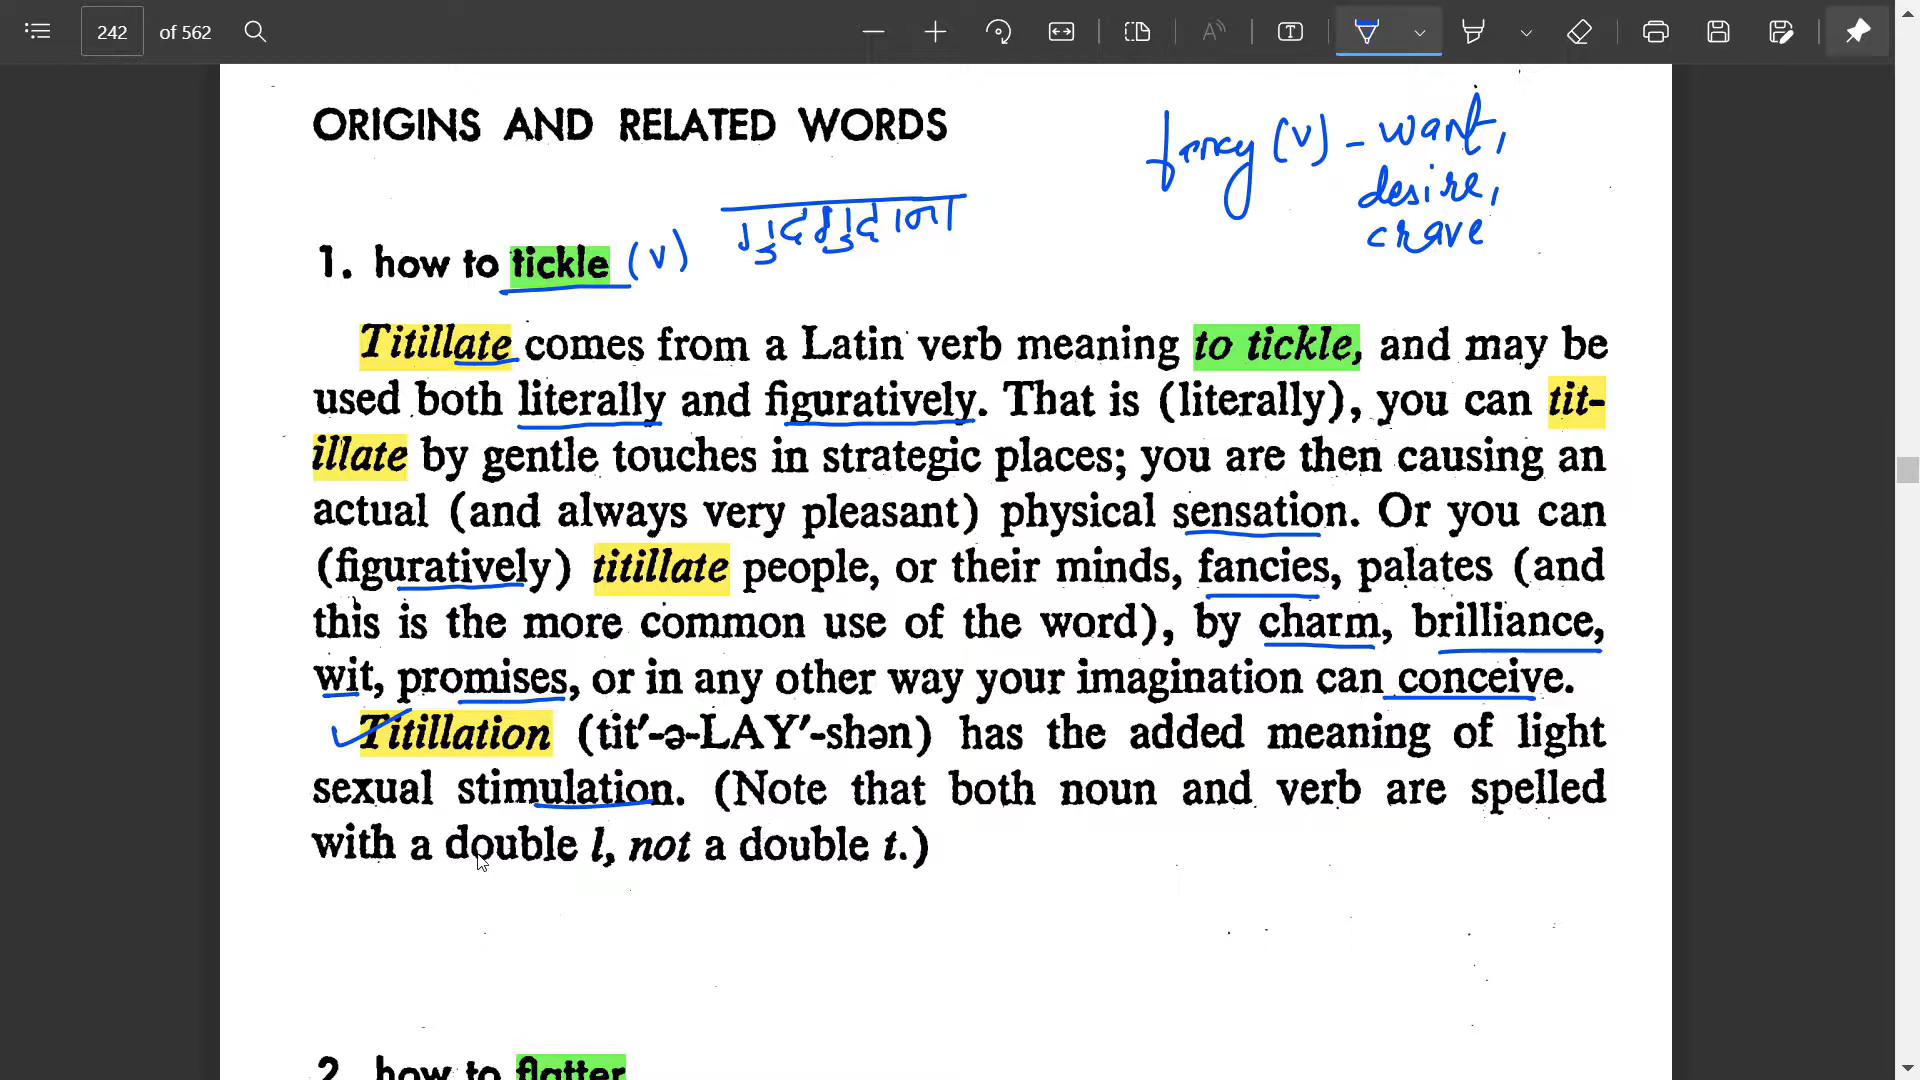 242 of 562
ORIGINS AND RELATED WORDS
fency (v) - want,
desire,
crave
गुदगुदाना
1. how to tickle (v)
Titillate comes from a Latin verb meaning to tickle, and may be
used both literally and figuratively. That is (literally), you can tit-
illate by gentle touches in strategic places; you are then causing an
actual (and always very pleasant) physical sensation. Or you can
(figuratively) titillate people, or their minds, fancies, palates (and
this is the more common use of the word), by charm, brilliance,
wit, promises, or in any other way your imagination can conceive.
Titillation (tit′-ə-LAY′-shən) has the added meaning of light
sexual stimulation. (Note that both noun and verb are spelled
with a double l, not a double t.)
2. how to flatter